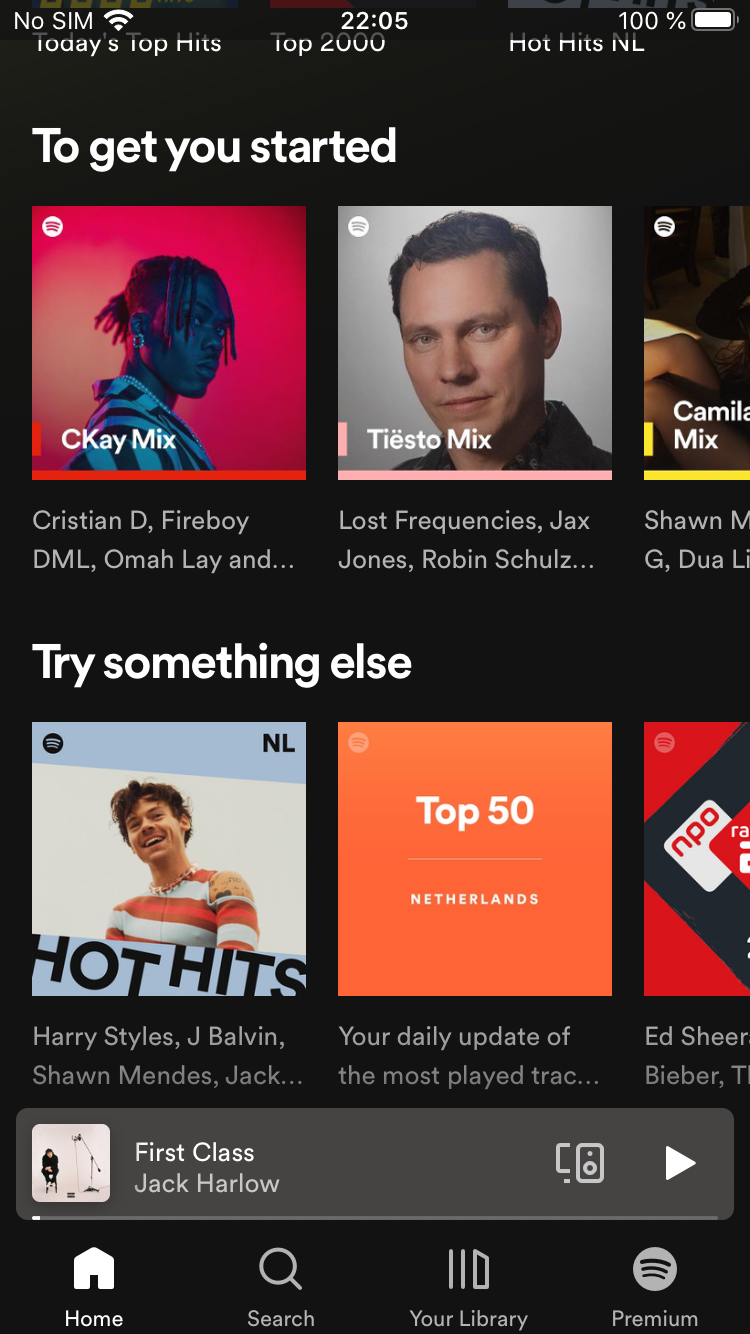 No SIM 22:05 100 %
Today's Top Hits Top 2000 Hot Hits NL
To get you started
CKay Mix
Tiësto Mix
Camila
Mix
Cristian D, Fireboy
DML, Omah Lay and...
Lost Frequencies, Jax
Jones, Robin Schulz...
Shawn M
G, Dua Li
Try something else
NL
HOT HITS
Top 50
NETHERLANDS
npo
ra
2
Harry Styles, J Balvin,
Shawn Mendes, Jack...
Your daily update of
the most played trac...
Ed Sheer
Bieber, Th
First Class
Jack Harlow
Home
Search
Your Library
Premium